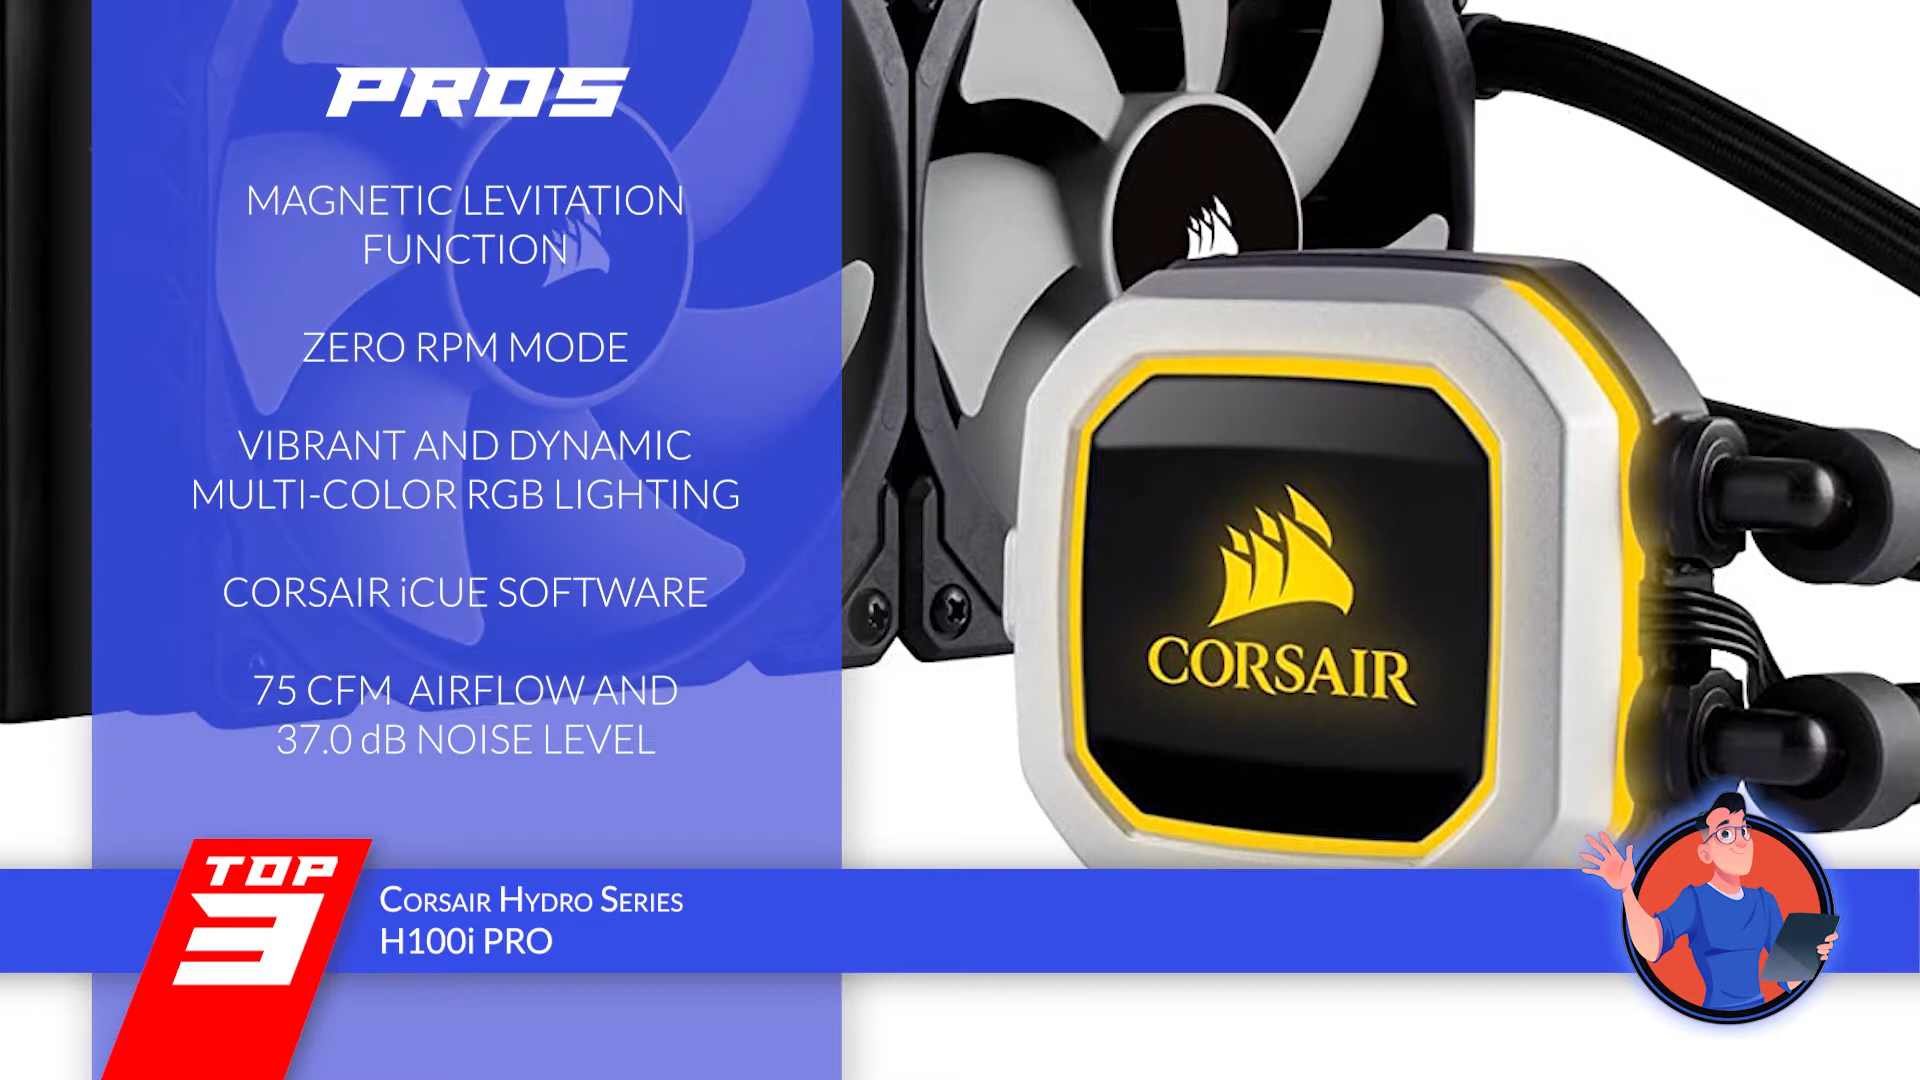 PROS
MAGNETIC LEVITATION
FUNCTION
ZERO RPM MODE
VIBRANT AND DYNAMIC
MULTI-COLOR RGB LIGHTING
CORSAIR iCUE SOFTWARE
75 CFM AIRFLOW AND
37.0 dB NOISE LEVEL
CORSAIR
TOP
3
CORSAIR HYDRO SERIES
H100i PRO